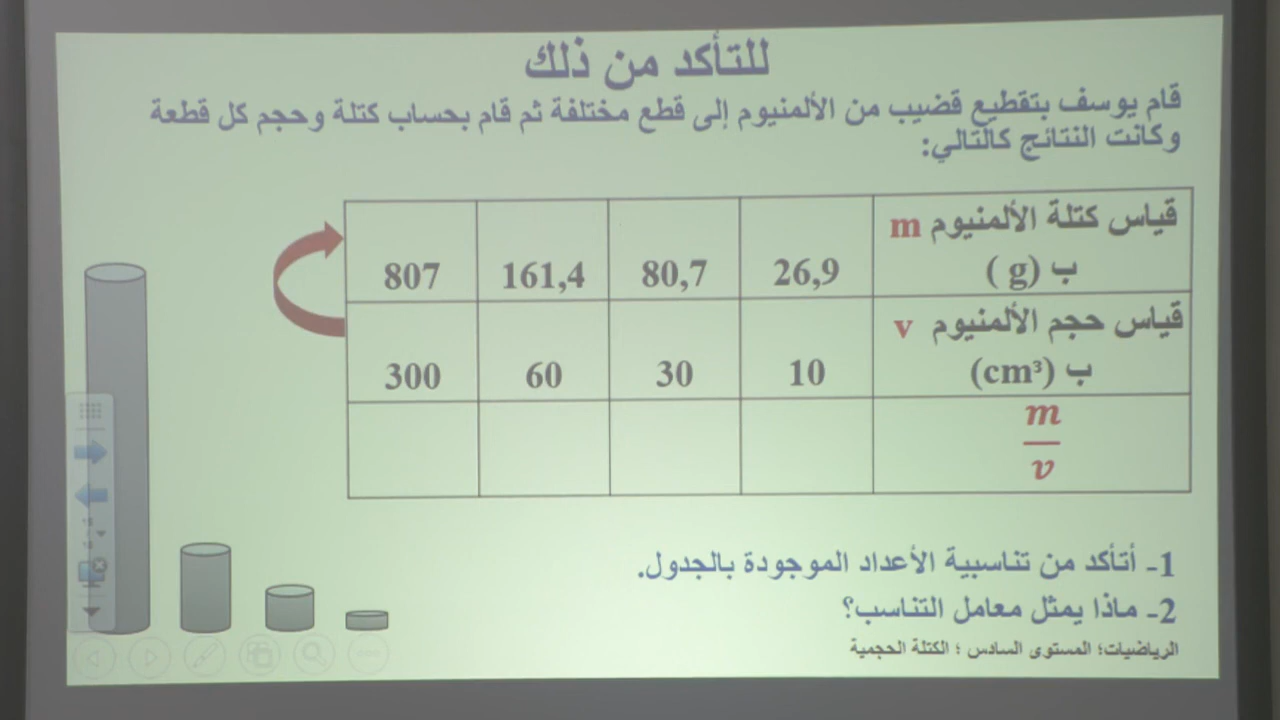 للتأكد من ذلك
قام يوسف بتقطيع قضيب من الألمنيوم إلى قطع مختلفة ثم قام بحساب كتلة وحجم كل قطعة
وكانت النتائج كالتالي:
قياس كتلة الألمنيوم m
ب (g )
26,9
80,7
161,4
807
قياس حجم الألمنيوم v
ب (cm³)
10
30
60
300
m
v
1- أتأكد من تناسبية الأعداد الموجودة بالجدول.
2- ماذا يمثل معامل التناسب؟
الرياضيات؛ المستوى السادس ؛ الكتلة الحجمية